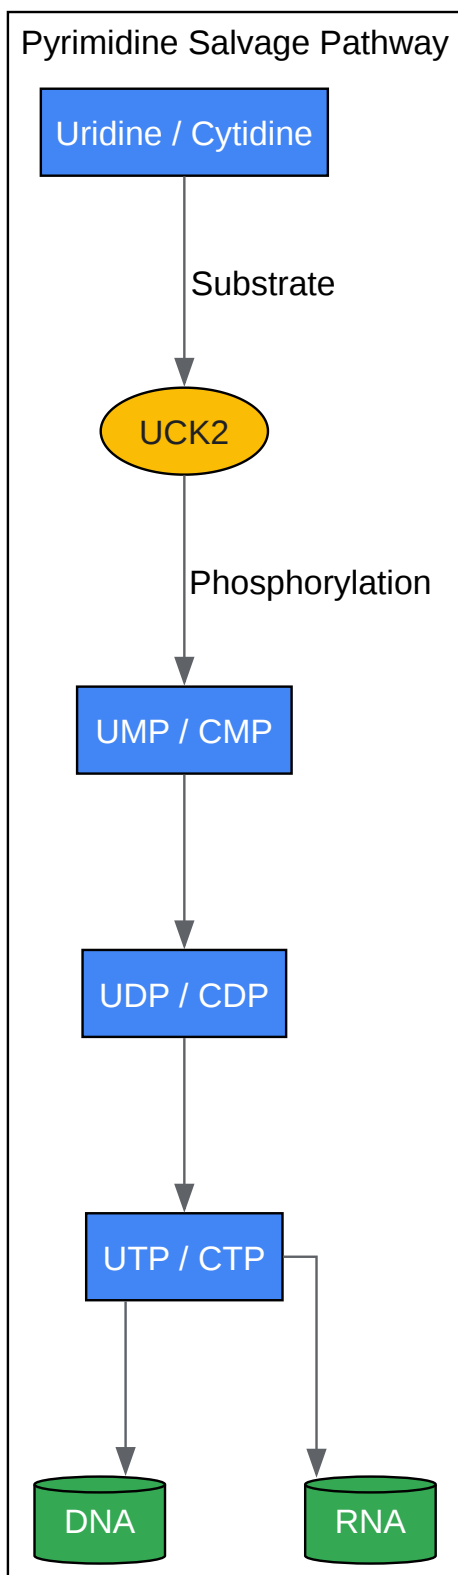 Pyrimidine Salvage Pathway
Uridine / Cytidine
Substrate
UCK2
Phosphorylation
UMP / CMP
UDP / CDP
UTP / CTP
DNA
RNA